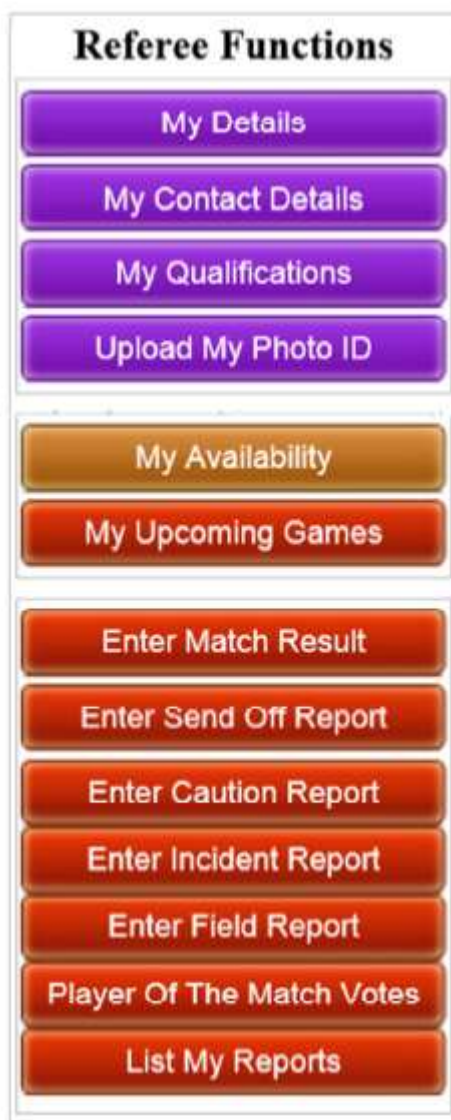 Referee Functions
My Details
My Contact Details
My Qualifications
Upload My Photo ID
My Availability
My Upcoming Games
Enter Match Result
Enter Send Off Report
Enter Caution Report
Enter Incident Report
Enter Field Report
Player Of The Match Votes
List My Reports